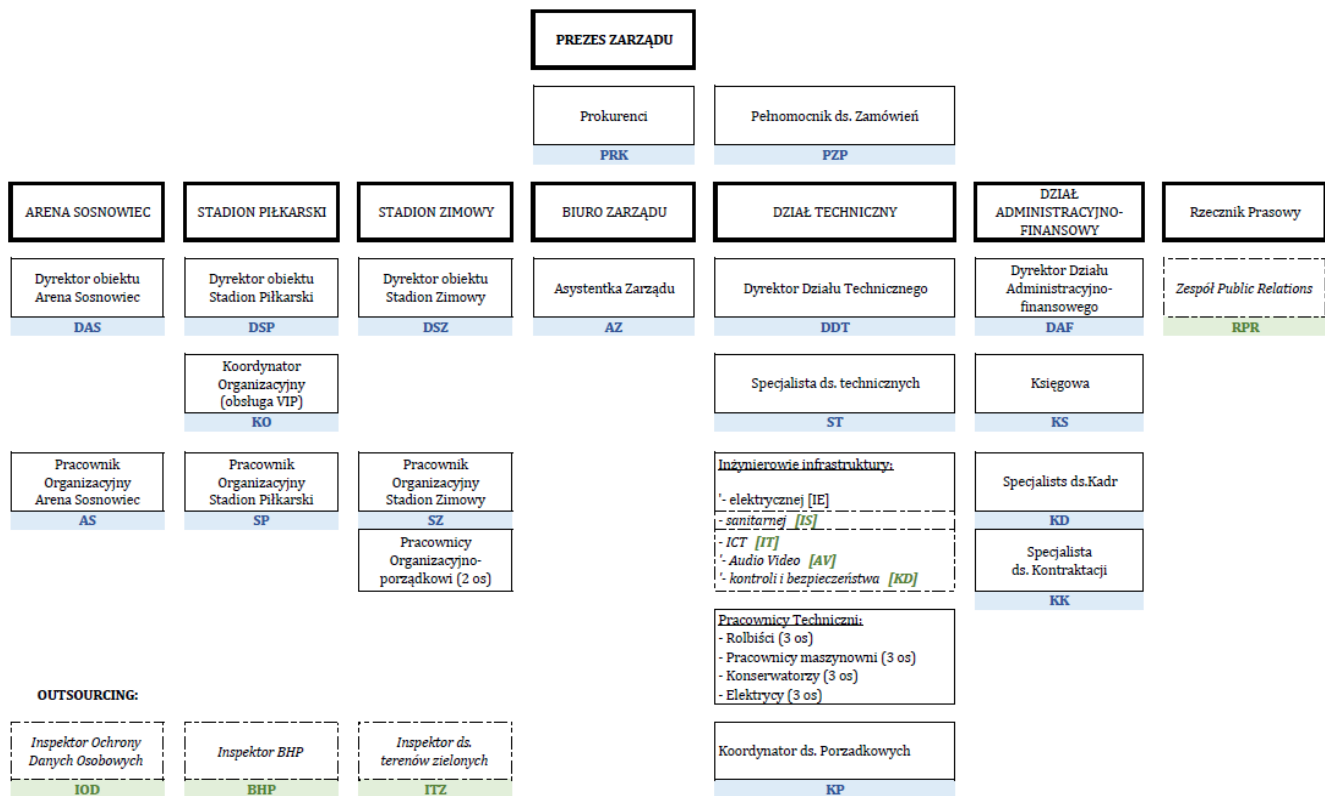 PREZES ZARZĄDU
Prokurenci
PRK
Pełnomocnik ds. Zamówień
PZP
ARENA SOSNOWIEC
STADION PIŁKARSKI
STADION ZIMOWY
BIURO ZARZĄDU
DZIAŁ TECHNICZNY
DZIAŁ
ADMINISTRACYJNO-
FINANSOWY
Rzecznik Prasowy
Dyrektor obiektu
Arena Sosnowiec
DAS
Dyrektor obiektu
Stadion Piłkarski
DSP
Dyrektor obiektu
Stadion Zimowy
DSZ
Asystentka Zarządu
AZ
Dyrektor Działu Technicznego
DDT
Dyrektor Działu
Administracyjno-
finansowego
DAF
Zespół Public Relations
RPR
Koordynator
Organizacyjny
(obsługa VIP)
KO
Specjalista ds. technicznych
ST
Księgowa
KS
Pracownik
Organizacyjny
Arena Sosnowiec
AS
Pracownik
Organizacyjny
Stadion Piłkarski
SP
Pracownik
Organizacyjny
Stadion Zimowy
SZ
Pracownicy
Organizacyjno-
porządkowi (2 os)
Inżynierowie infrastruktury:
'- elektrycznej [IE]
- sanitarnej [IS]
- ICT [IT]
'- Audio Video [AV]
'- kontroli i bezpieczeństwa [KD]
Specjalists ds.Kadr
KD
Specjalista
ds. Kontraktacji
KK
Pracownicy Techniczni:
- Rolbiści (3 os)
- Pracownicy maszynowni (3 os)
- Konserwatorzy (3 os)
- Elektrycy (3 os)
OUTSOURCING:
Inspektor Ochrony
Danych Osobowych
IOD
Inspektor BHP
BHP
Inspektor ds.
terenów zielonych
ITZ
Koordynator ds. Porzadkowych
KP